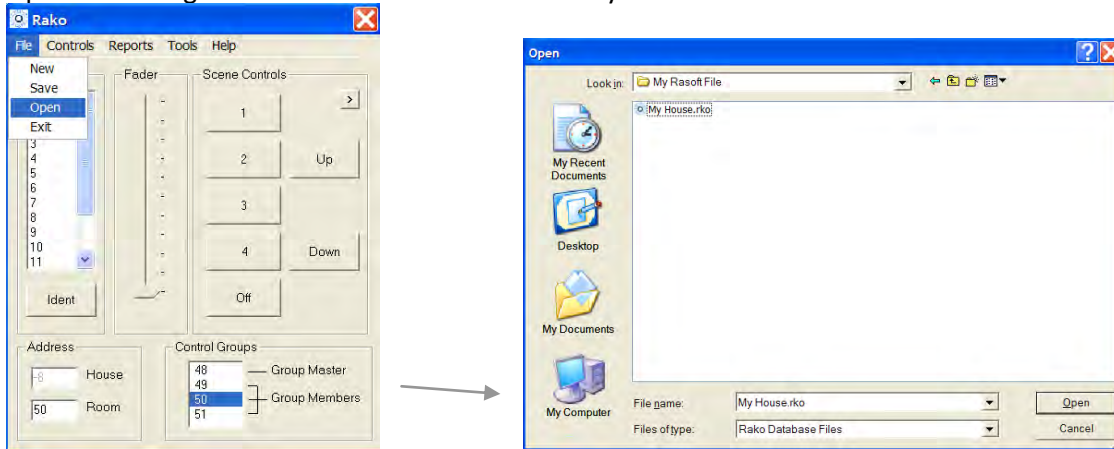 Rako
File Controls Reports Tools Help
New
Save
Open
Exit
3
4
5
6
7
8
9
10
11
Ident
Fader
Scene Controls
>
1
2 Up
3
4 Down
Off
Address
-8 House
50 Room
Control Groups
48 Group Master
49
50 Group Members
51
Open
Look in: My Rasoft File
My House.rko
My Recent
Documents
Desktop
My Documents
My Computer
File name: My House.rko Open
Files of type: Rako Database Files Cancel